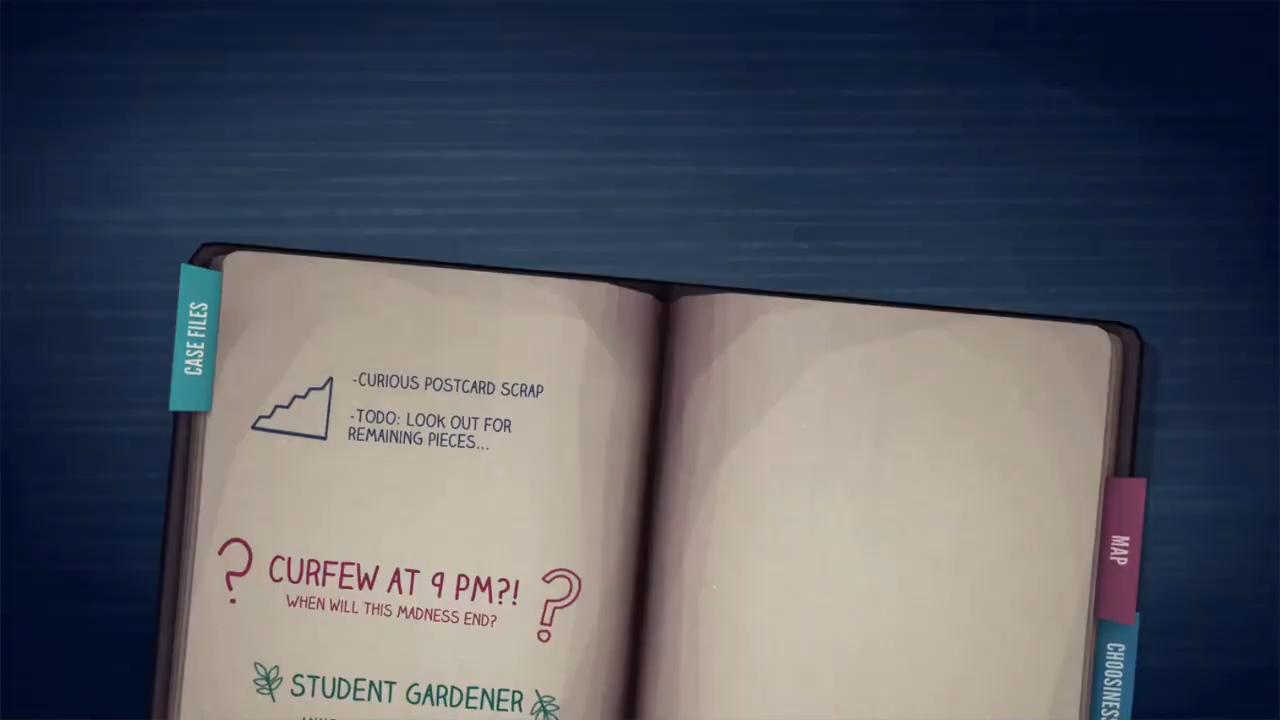 CASE FILES
-CURIOUS POSTCARD SCRAP
-TODO: LOOK OUT FOR
REMAINING PIECES...
? CURFEW AT 9 PM?! ?
WHEN WILL THIS MADNESS END?
STUDENT GARDENER
MAP